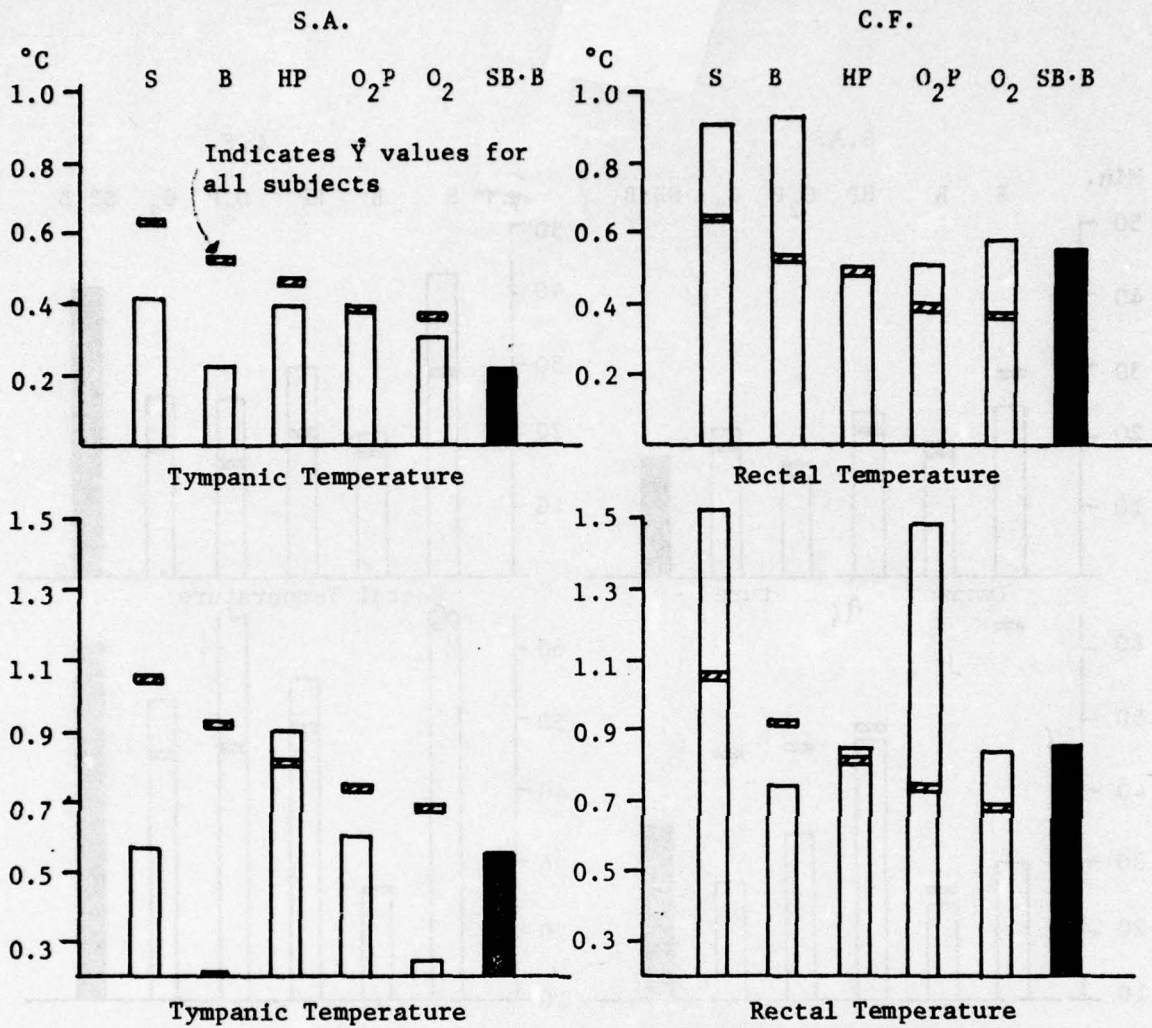 S.A.
C.F.
°C
S B HP O₂P O₂ SB·B
S B HP O₂P O₂ SB·B
1.0
0.8
0.6
0.4
0.2
Indicates Y̊ values for
all subjects
1.0
0.8
0.6
0.4
0.2
Tympanic Temperature
Rectal Temperature
1.5
1.3
1.1
0.9
0.7
0.5
0.3
1.5
1.3
1.1
0.9
0.7
0.5
0.3
Tympanic Temperature
Rectal Temperature